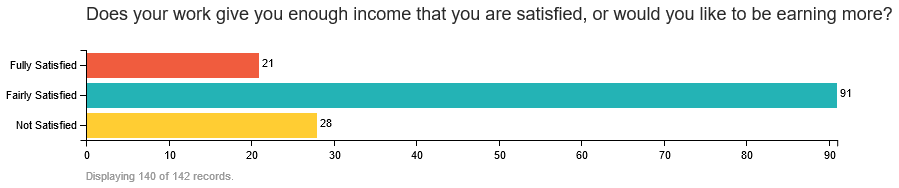 Does your work give you enough income that you are satisfied, or would you like to be earning more?
Fully Satisfied 21
Fairly Satisfied 91
Not Satisfied 28
0 10 20 30 40 50 60 70 80 90
Displaying 140 of 142 records.